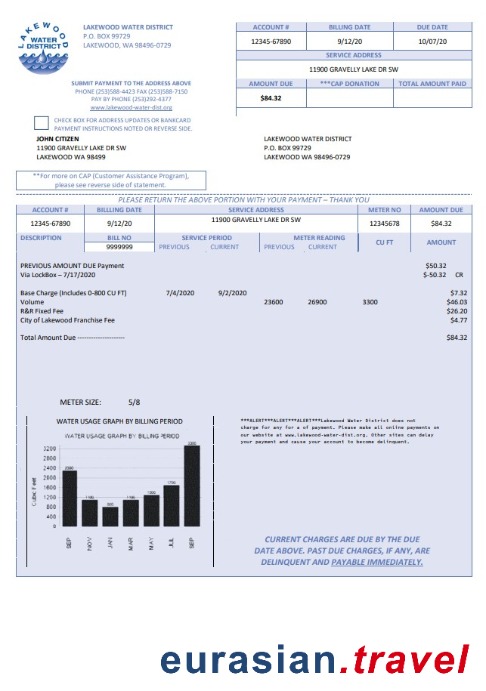 LAKEWOOD
WATER
DISTRICT
LAKEWOOD WATER DISTRICT
P.O. BOX 99729
LAKEWOOD, WA 98496-0729
SUBMIT PAYMENT TO THE ADDRESS ABOVE
PHONE (253)588-4423 FAX (253)588-7150
PAY BY PHONE (253)292-6377
www.lakewood-water-dist.org
ACCOUNT # BILLING DATE DUE DATE
12345-67890 9/12/20 10/07/20
SERVICE ADDRESS
11900 GRAVELLY LAKE DR SW
AMOUNT DUE ***CAP DONATION TOTAL AMOUNT PAID
$84.32
CHECK BOX FOR ADDRESS UPDATES OR BANKCARD
PAYMENT INSTRUCTIONS NOTED OR REVERSE SIDE.
JOHN CITIZEN
11900 GRAVELLY LAKE DR SW
LAKEWOOD WA 98499
LAKEWOOD WATER DISTRICT
P.O. BOX 99729
LAKEWOOD WA 98496-0729
**For more on CAP (Customer Assistance Program),
please see reverse side of statement.
PLEASE RETURN THE ABOVE PORTION WITH YOUR PAYMENT – THANK YOU
ACCOUNT # BILLLING DATE SERVICE ADDRESS METER NO AMOUNT DUE
12345-67890 9/12/20 11900 GRAVELLY LAKE DR SW 12345678 $84.32
DESCRIPTION BILL NO SERVICE PERIOD METER READING CU FT AMOUNT
9999999 PREVIOUS CURRENT PREVIOUS CURRENT
PREVIOUS AMOUNT DUE Payment $50.32
Via LockBox – 7/17/2020 $-50.32 CR
Base Charge (Includes 0-800 CU FT) 7/4/2020 9/2/2020 $7.32
Volume 23600 26900 3300 $46.03
R&R Fixed Fee $26.20
City of Lakewood Franchise Fee $4.77
Total Amount Due -------------------- $84.32
METER SIZE: 5/8
WATER USAGE GRAPH BY BILLING PERIOD
WATER USAGE GRAPH BY BILLING PERIOD
Cubic Feet
3200
2800
2400
2000
1600
1200
800
400
0
2300 1100 800 1100 1300 1700 3300
SEP NOV JAN MAR MAY JUL SEP
***ALERT***ALERT***ALERT***Lakewood Water District does not
charge for any for a of payment. Please make all online payments on
our website at www.lakewood-water-dist.org. Other sites can delay
your payment and cause your account to become delinquent.
CURRENT CHARGES ARE DUE BY THE DUE
DATE ABOVE. PAST DUE CHARGES, IF ANY, ARE
DELINQUENT AND PAYABLE IMMEDIATELY.
eurasian.travel